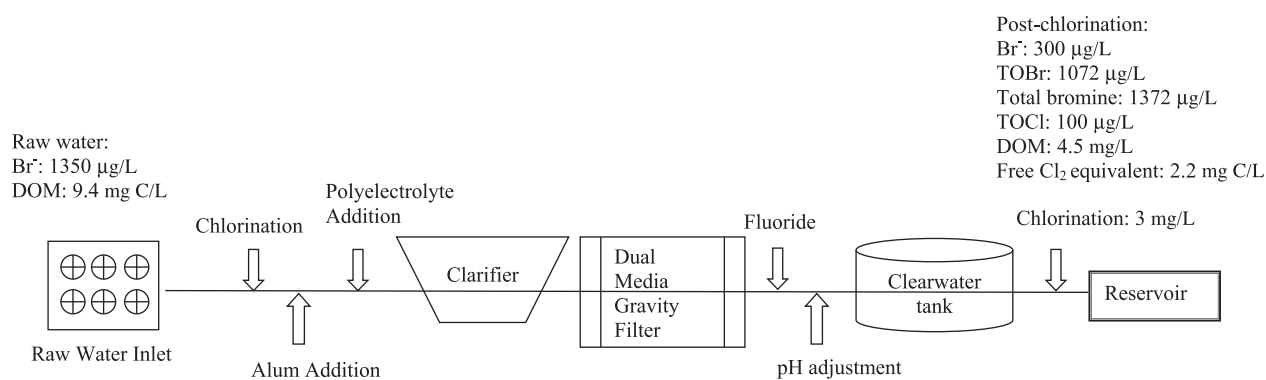 Post-chlorination:
Br⁻: 300 µg/L
TOBr: 1072 µg/L
Total bromine: 1372 µg/L
TOCl: 100 µg/L
DOM: 4.5 mg/L
Free Cl₂ equivalent: 2.2 mg C/L
Raw water:
Br⁻: 1350 µg/L
DOM: 9.4 mg C/L
Chlorination
Polyelectrolyte
Addition
Clarifier
Dual
Media
Gravity
Filter
Fluoride
Clearwater
tank
Chlorination: 3 mg/L
Reservoir
Raw Water Inlet
Alum Addition
pH adjustment